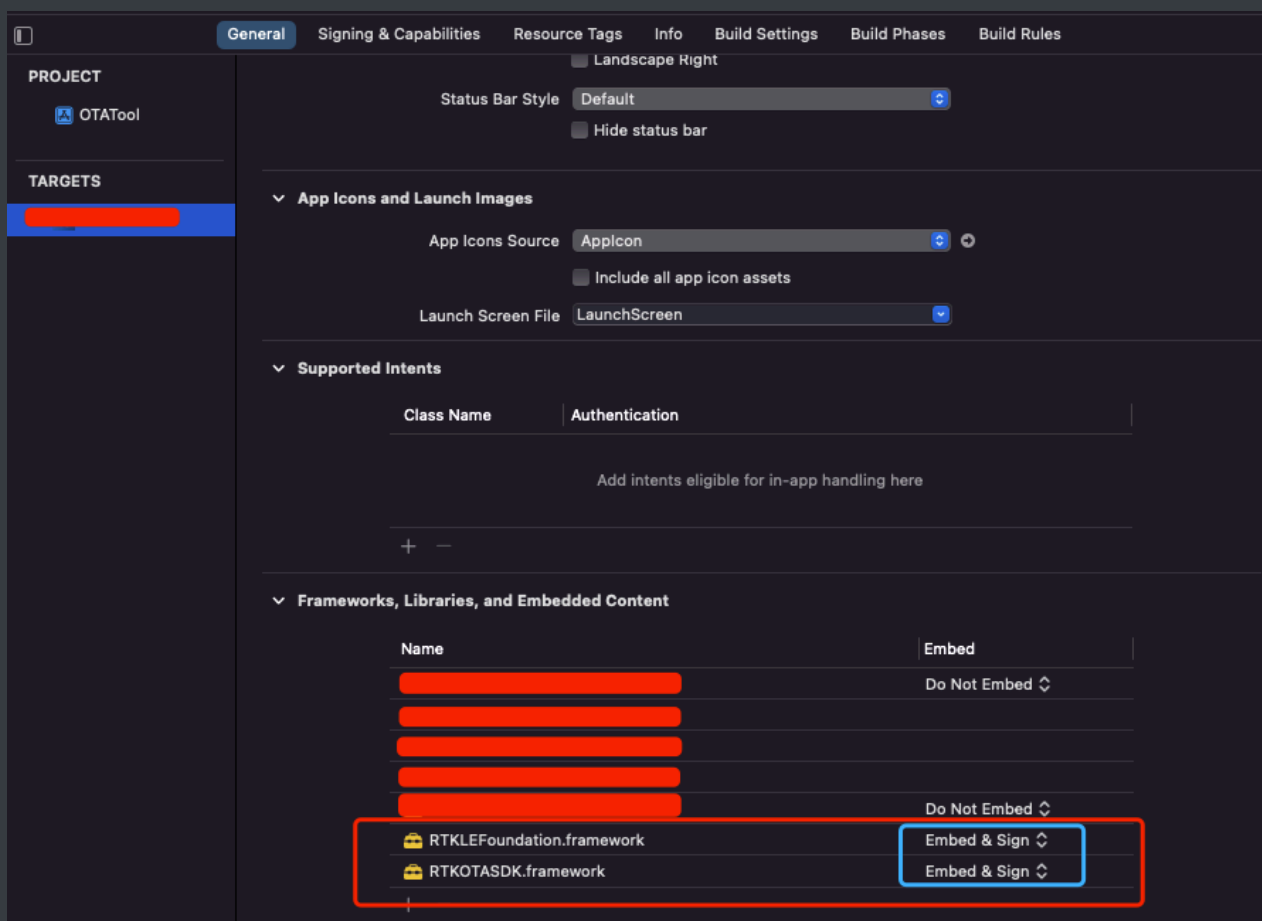 General Signing & Capabilities Resource Tags Info Build Settings Build Phases Build Rules
PROJECT
OTATool
TARGETS
Landscape Right
Status Bar Style Default
Hide status bar
App Icons and Launch Images
App Icons Source AppIcon
Include all app icon assets
Launch Screen File LaunchScreen
Supported Intents
Class Name Authentication
Add intents eligible for in-app handling here
Frameworks, Libraries, and Embedded Content
Name Embed
Do Not Embed
Do Not Embed
RTKLEFoundation.framework Embed & Sign
RTKOTASDK.framework Embed & Sign